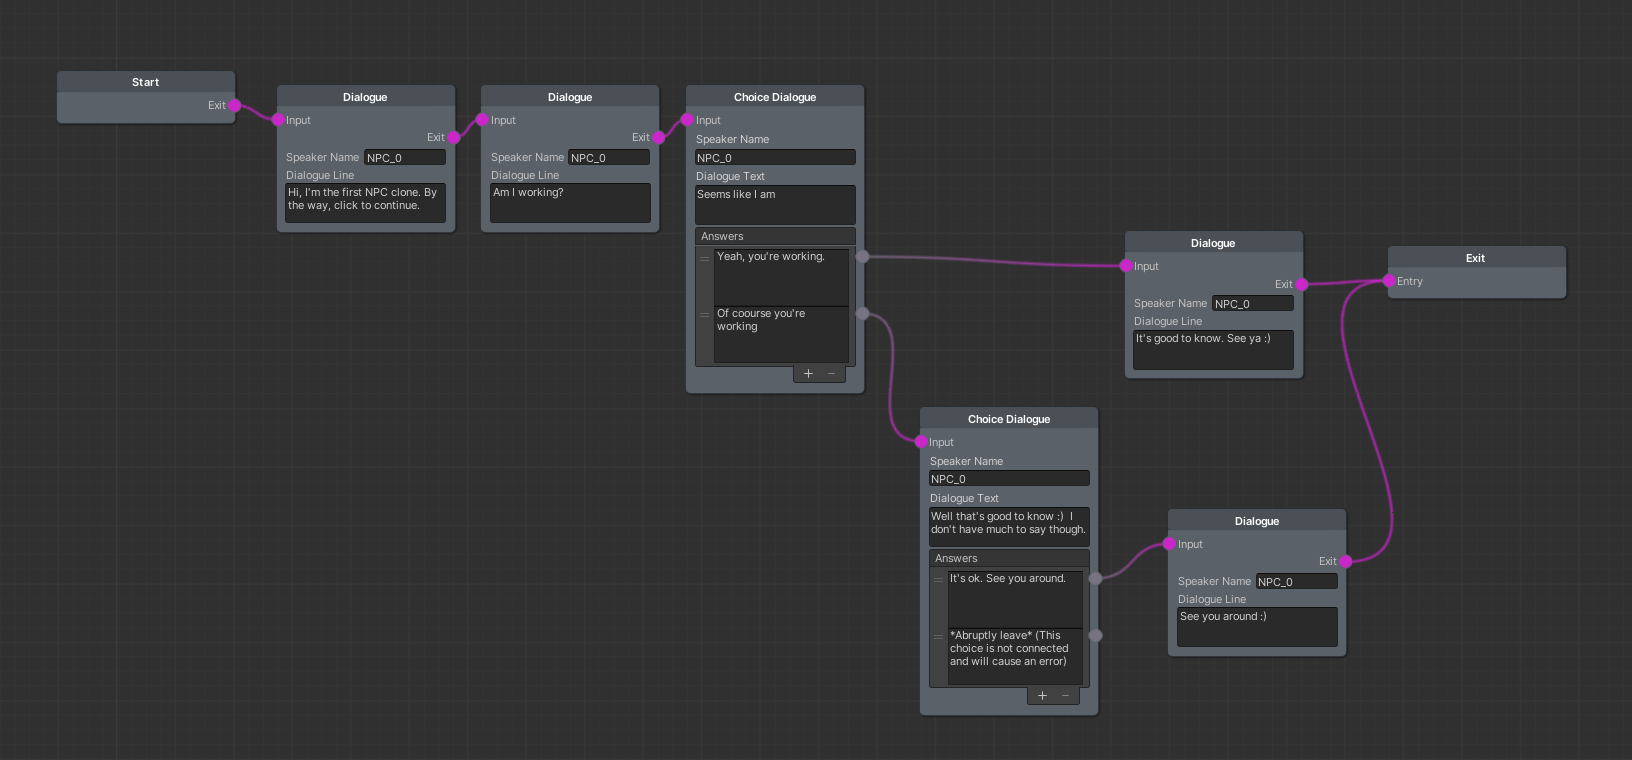 Start
Exit
Dialogue
Input
Exit
Speaker Name NPC_0
Dialogue Line
Hi, I'm the first NPC clone. By
the way, click to continue.
Dialogue
Input
Exit
Speaker Name NPC_0
Dialogue Line
Am I working?
Choice Dialogue
Input
Speaker Name
NPC_0
Dialogue Text
Seems like I am
Answers
Yeah, you're working.
Of coourse you're
working
+ −
Dialogue
Input
Exit
Speaker Name NPC_0
Dialogue Line
It's good to know. See ya :)
Exit
Entry
Choice Dialogue
Input
Speaker Name
NPC_0
Dialogue Text
Well that's good to know :)  I
don't have much to say though.
Answers
It's ok. See you around.
*Abruptly leave* (This
choice is not connected
and will cause an error)
+ −
Dialogue
Input
Exit
Speaker Name NPC_0
Dialogue Line
See you around :)